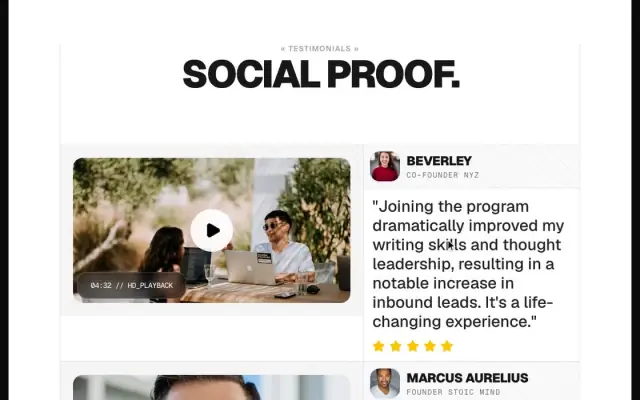 « TESTIMONIALS »
SOCIAL PROOF.
04:32 // HD_PLAYBACK
BEVERLEY
CO-FOUNDER NYZ
"Joining the program
dramatically improved my
writing skills and thought
leadership, resulting in a
notable increase in
inbound leads. It's a life-
changing experience."
MARCUS AURELIUS
FOUNDER STOIC MIND